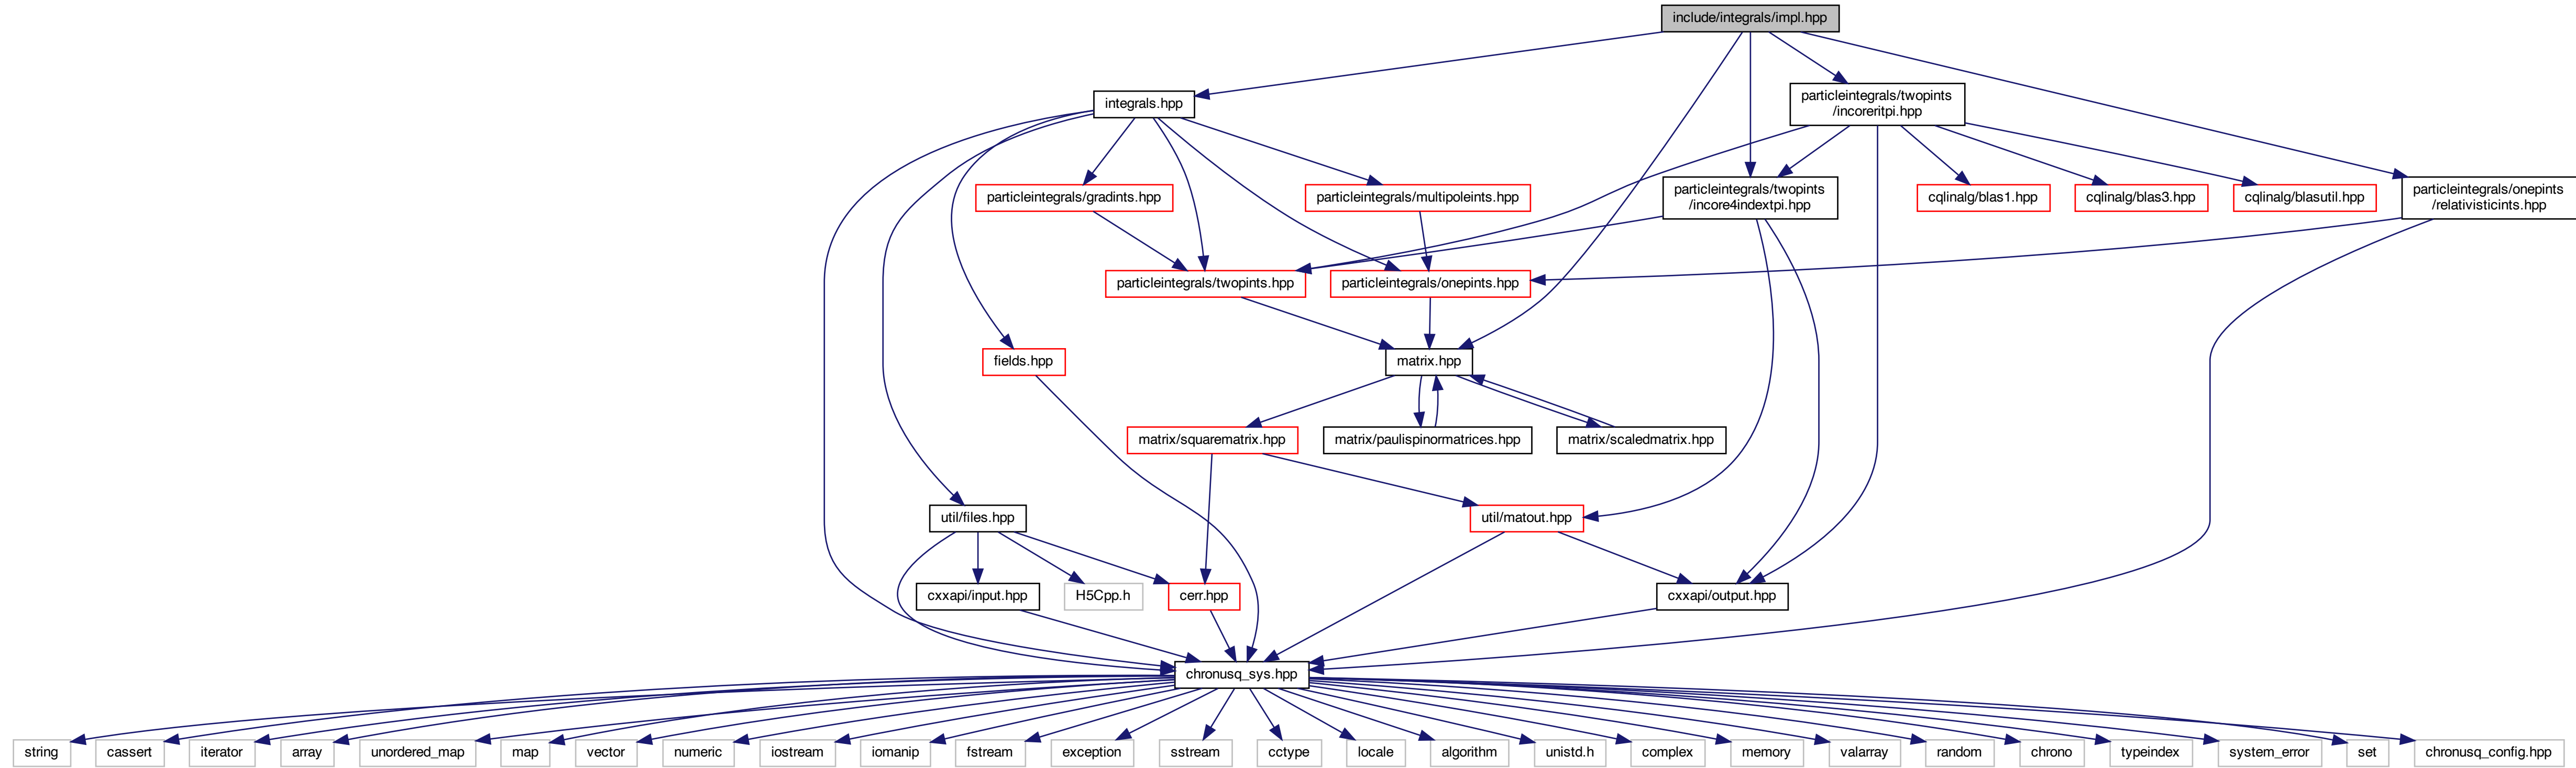 include/integrals/impl.hpp
integrals.hpp
particleintegrals/twopints
/incoreritpi.hpp
particleintegrals/gradints.hpp
particleintegrals/multipoleints.hpp
particleintegrals/twopints
/incore4indextpi.hpp
cqlinalg/blas1.hpp
cqlinalg/blas3.hpp
cqlinalg/blasutil.hpp
particleintegrals/onepints
/relativisticints.hpp
particleintegrals/twopints.hpp
particleintegrals/onepints.hpp
fields.hpp
matrix.hpp
matrix/squarematrix.hpp
matrix/paulispinormatrices.hpp
matrix/scaledmatrix.hpp
util/files.hpp
util/matout.hpp
cxxapi/input.hpp
H5Cpp.h
cerr.hpp
cxxapi/output.hpp
chronusq_sys.hpp
string
cassert
iterator
array
unordered_map
map
vector
numeric
iostream
iomanip
fstream
exception
sstream
cctype
locale
algorithm
unistd.h
complex
memory
valarray
random
chrono
typeindex
system_error
set
chronusq_config.hpp